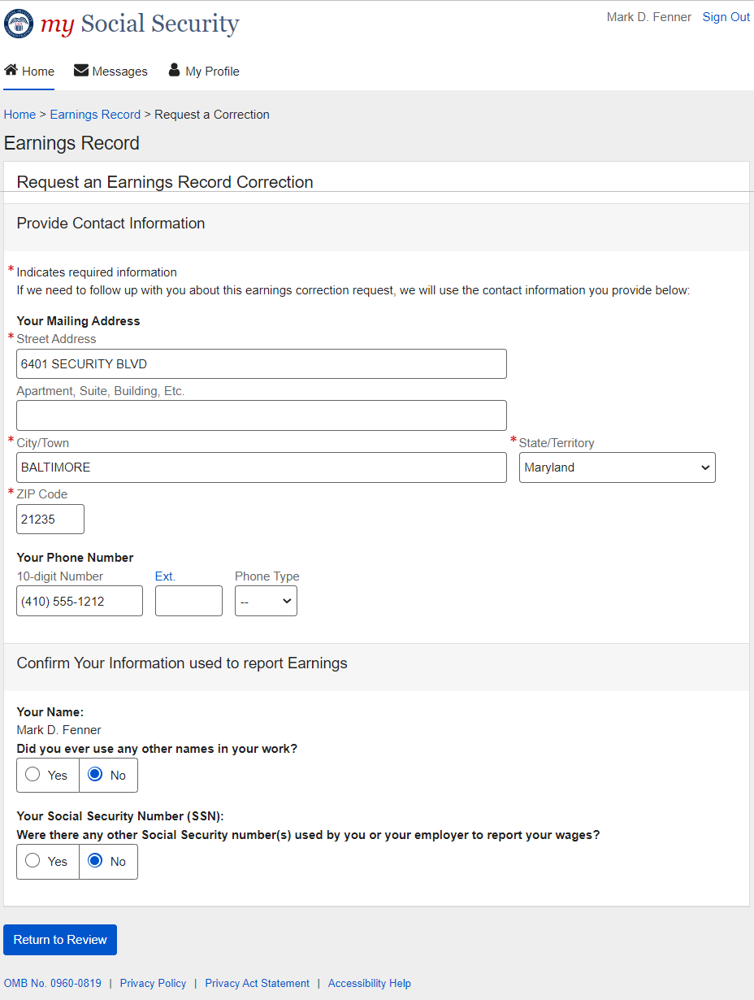 my Social Security
Mark D. Fenner Sign Out
Home Messages My Profile
Home > Earnings Record > Request a Correction
Earnings Record
Request an Earnings Record Correction
Provide Contact Information
* Indicates required information
If we need to follow up with you about this earnings correction request, we will use the contact information you provide below:
Your Mailing Address
* Street Address
6401 SECURITY BLVD
Apartment, Suite, Building, Etc.
* City/Town * State/Territory
BALTIMORE Maryland
* ZIP Code
21235
Your Phone Number
10-digit Number Ext. Phone Type
(410) 555-1212 --
Confirm Your Information used to report Earnings
Your Name:
Mark D. Fenner
Did you ever use any other names in your work?
Yes No
Your Social Security Number (SSN):
Were there any other Social Security number(s) used by you or your employer to report your wages?
Yes No
Return to Review
OMB No. 0960-0819 | Privacy Policy | Privacy Act Statement | Accessibility Help